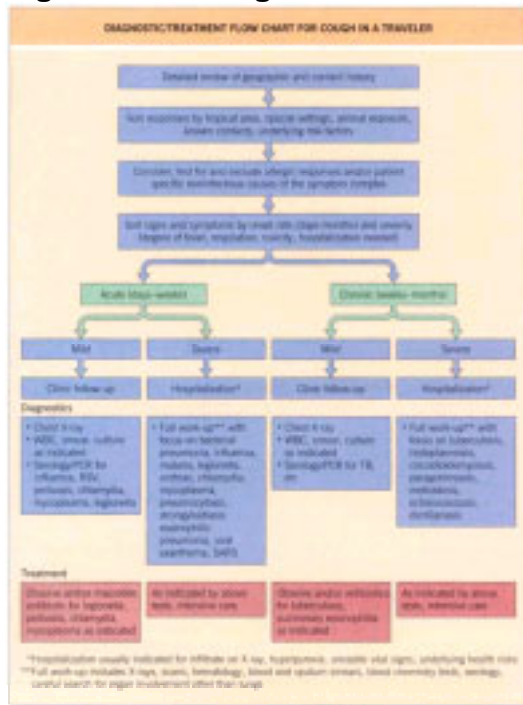 DIAGNOSTIC/TREATMENT FLOW CHART FOR COUGH IN A TRAVELER
Detailed review of geographic and contact history
Sort responses by tropical area, special settings, animal exposure,
known contacts, underlying risk factors
Consider, test for and exclude allergic responses and/or patient
specific noninfectious causes of the symptom complex
Sort signs and symptoms by onset rate (days-months) and severity
(degree of fever, respiration, toxicity, hospitalization needed)
Acute (days-weeks)
Chronic (weeks-months)
Mild
Severe
Mild
Severe
Clinic follow-up
Hospitalization*
Clinic follow-up
Hospitalization*
Diagnostics
• Chest X-ray
• WBC, smear, culture
as indicated
• Serology/PCR for
influenza, RSV,
pertussis, chlamydia,
mycoplasma, legionella
• Full work-up** with
focus on bacterial
pneumonia, influenza,
malaria, legionella,
chlamydia,
mycoplasma,
pneumocystis,
strongyloidiasis
eosinophilic
pneumonia, viral
exanthema, SARS
• Chest X-ray
• WBC, smear, culture
as indicated
• Serology/PCR for TB,
etc
• Full work-up** with
focus on tuberculosis,
histoplasmosis,
coccidioidomycosis,
paragonimiasis,
melioidosis,
echinococcosis,
dirofilariasis
Treatment
Observe and/or macrolide
antibiotic for legionella,
pertussis, chlamydia,
mycoplasma as indicated
As indicated by above
tests, intensive care
Observe and/or antibiotics
for tuberculosis,
pulmonary eosinophilia
as indicated
As indicated by above
tests, intensive care
*Hospitalization usually indicated for infiltrate on X-ray, unstable vital signs, underlying health risks
**Full work-up includes X-rays, scans, hematology, blood and sputum smears, blood chemistry tests, serology,
careful search for organ involvement other than lungs